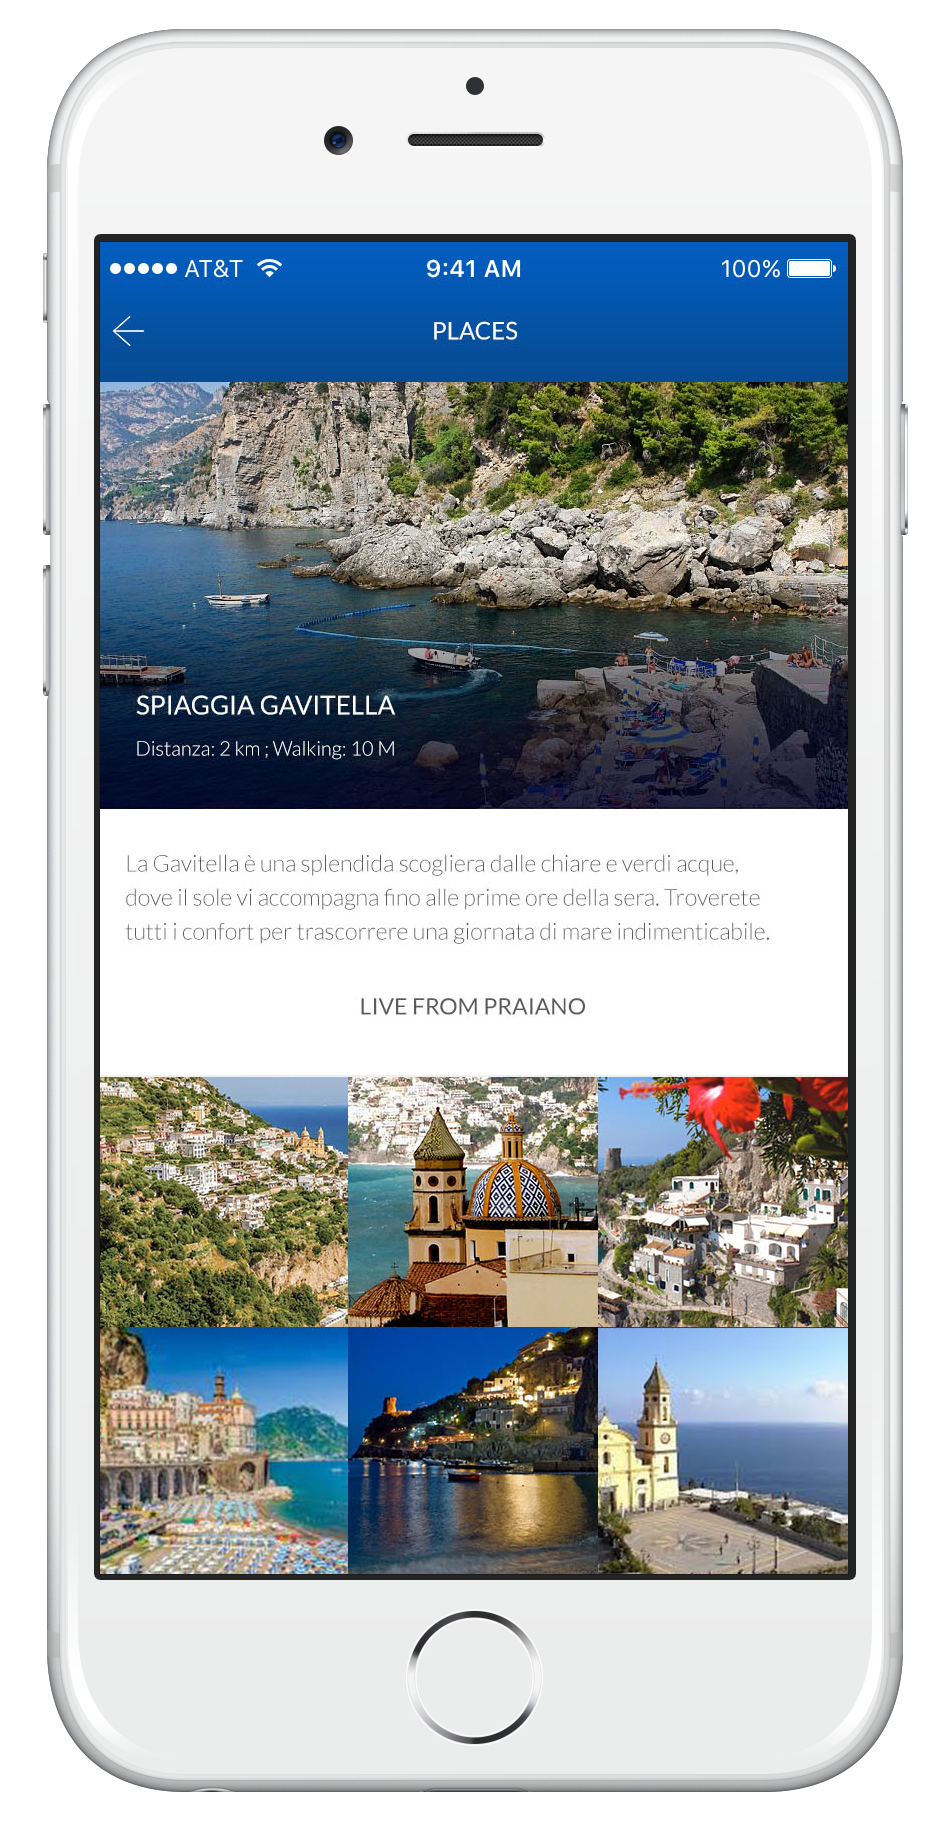 AT&T 9:41 AM 100%
PLACES
SPIAGGIA GAVITELLA
Distanza: 2 km ; Walking: 10 M
La Gavitella è una splendida scogliera dalle chiare e verdi acque,
dove il sole vi accompagna fino alle prime ore della sera. Troverete
tutti i confort per trascorrere una giornata di mare indimenticabile.
LIVE FROM PRAIANO